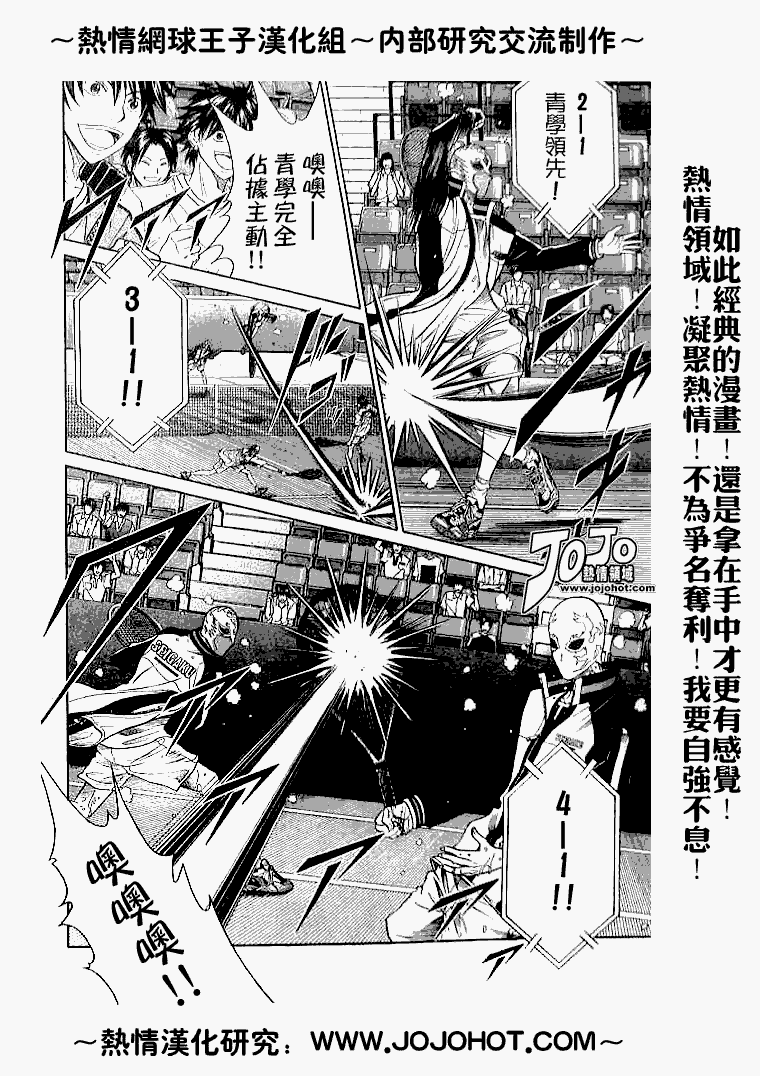 ～熱情網球王子漢化組～内部研究交流制作～
2—1
青學領先！
噢噢—
青學完全
佔據主動!!
3—1!!
JOJO
熱情領域
www.jojohot.com
SEIGAKU
4—1!!
噢噢噢!!
如此經典的漫畫！還是拿在手中才更有感覺！
熱情領域！凝聚熱情！不為爭名奪利！我要自強不息！
～熱情漢化研究：WWW.JOJOHOT.COM～